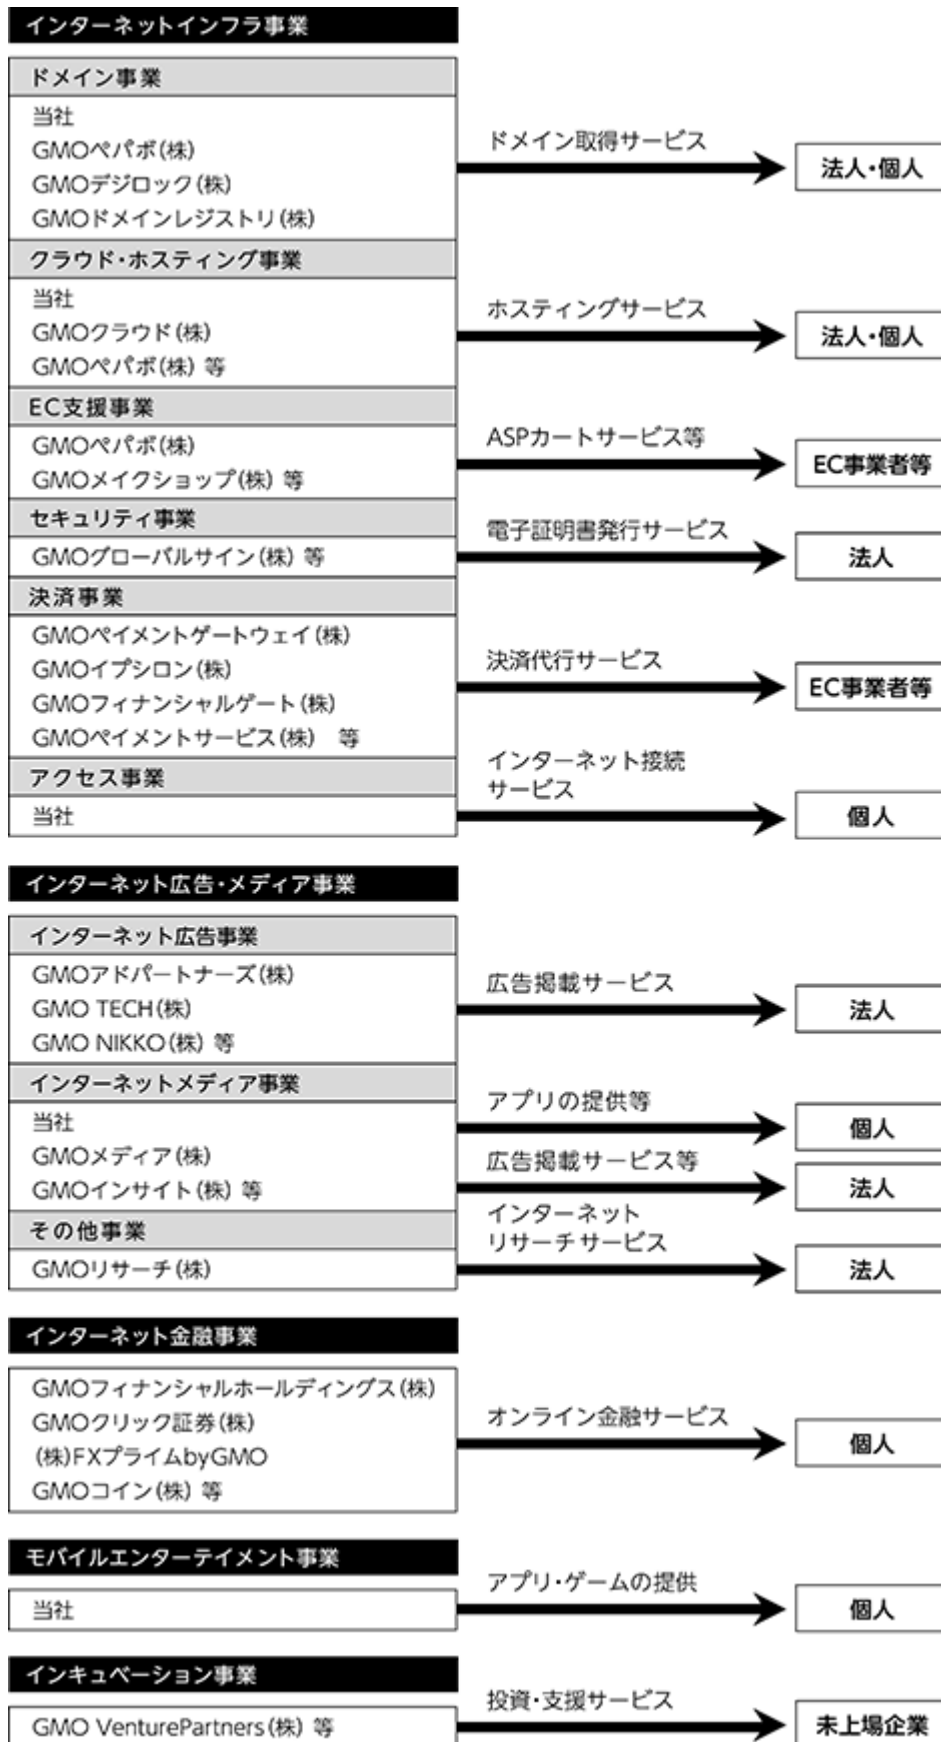 インターネットインフラ事業
ドメイン事業
当社
GMOペパボ(株)
GMOデジロック(株)
GMOドメインレジストリ(株)
ドメイン取得サービス
法人・個人
クラウド・ホスティング事業
当社
GMOクラウド(株)
GMOペパボ(株) 等
ホスティングサービス
法人・個人
EC支援事業
GMOペパボ(株)
GMOメイクショップ(株) 等
ASPカートサービス等
EC事業者等
セキュリティ事業
GMOグローバルサイン(株) 等
電子証明書発行サービス
法人
決済事業
GMOペイメントゲートウェイ(株)
GMOイプシロン(株)
GMOフィナンシャルゲート(株)
GMOペイメントサービス(株) 等
決済代行サービス
EC事業者等
アクセス事業
当社
インターネット接続
サービス
個人
インターネット広告・メディア事業
インターネット広告事業
GMOアドパートナーズ(株)
GMO TECH(株)
GMO NIKKO(株) 等
広告掲載サービス
法人
インターネットメディア事業
当社
GMOメディア(株)
GMOインサイト(株) 等
アプリの提供等
個人
広告掲載サービス等
法人
その他事業
GMOリサーチ(株)
インターネット
リサーチサービス
法人
インターネット金融事業
GMOフィナンシャルホールディングス(株)
GMOクリック証券(株)
(株)FXプライムbyGMO
GMOコイン(株) 等
オンライン金融サービス
個人
モバイルエンターテイメント事業
当社
アプリ・ゲームの提供
個人
インキュベーション事業
GMO VenturePartners(株) 等
投資・支援サービス
未上場企業